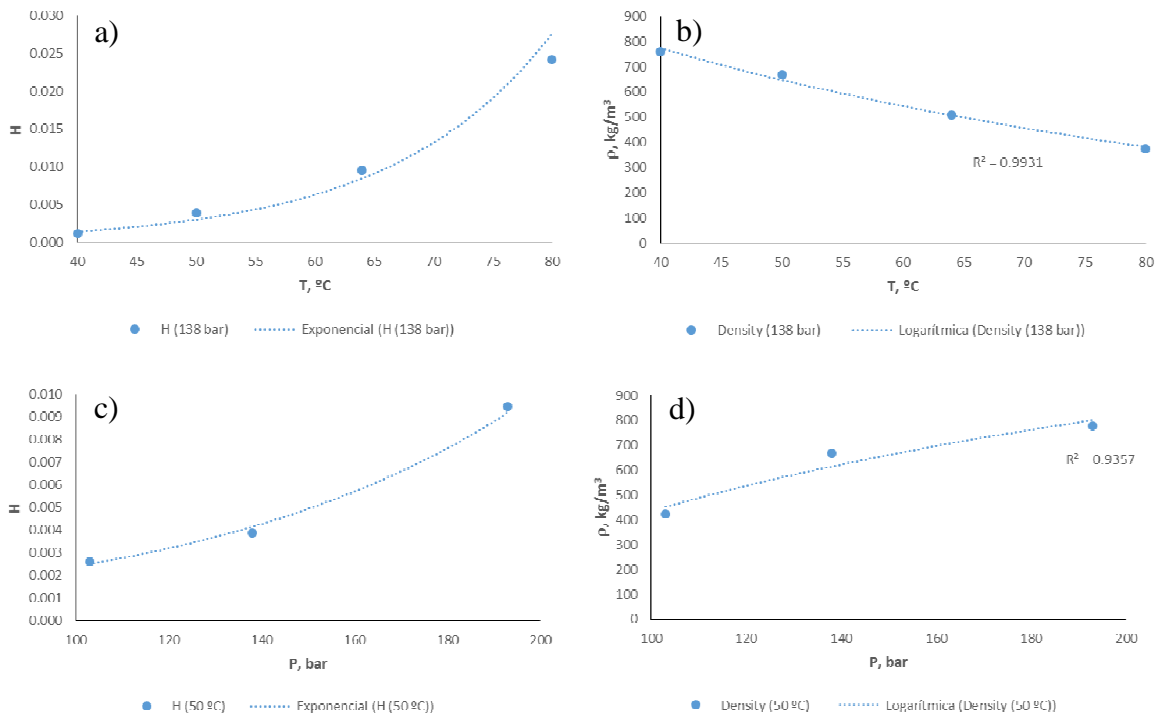 a)
0.030
0.025
0.020
0.015
0.010
0.005
0.000
H
40 45 50 55 60 65 70 75 80
T, ºC
H (138 bar) Exponencial (H (138 bar))
b)
900
800
700
600
500
400
300
200
100
0
ρ, kg/m³
R² = 0.9931
40 45 50 55 60 65 70 75 80
T, ºC
Density (138 bar) Logarítmica (Density (138 bar))
c)
0.010
0.009
0.008
0.007
0.006
0.005
0.004
0.003
0.002
0.001
0.000
H
100 120 140 160 180 200
P, bar
H (50 ºC) Exponencial (H (50 ºC))
d)
900
800
700
600
500
400
300
200
100
0
ρ, kg/m³
R² 0.9357
100 120 140 160 180 200
P, bar
Density (50 ºC) Logarítmica (Density (50 ºC))